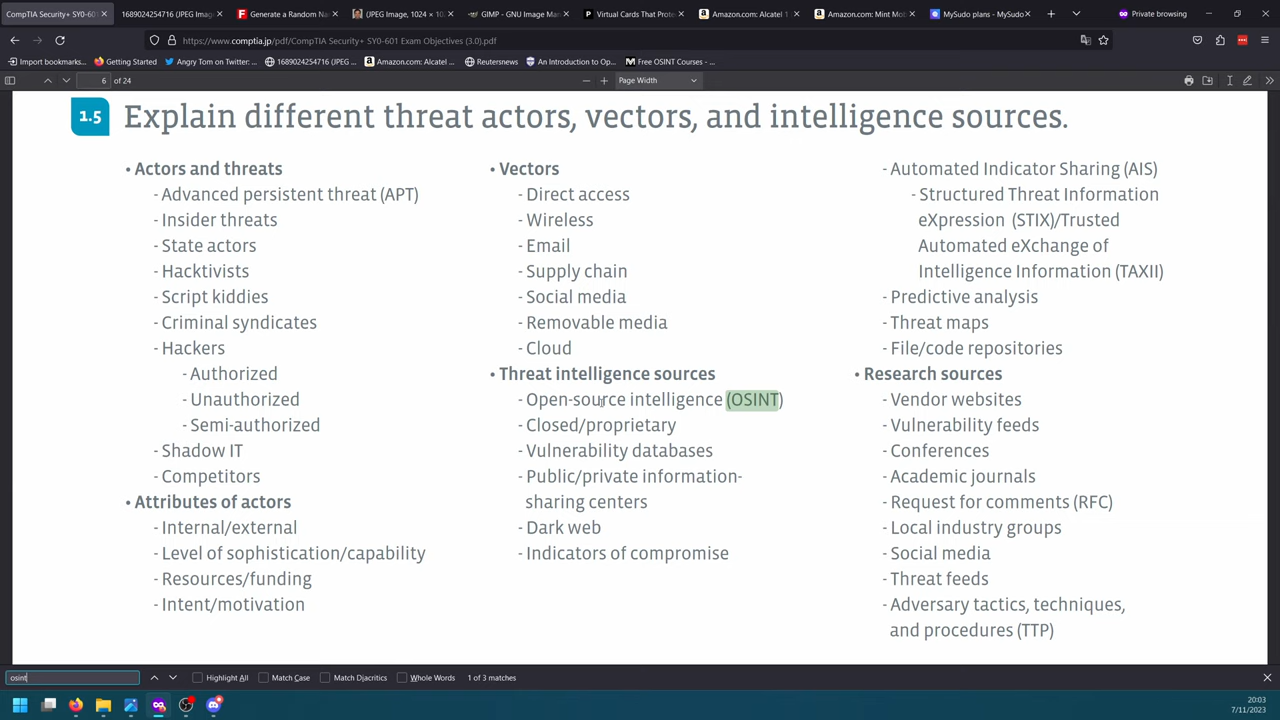 CompTIA Security+ SY0-601
1689024254716 (JPEG Imag
Generate a Random Nam
(JPEG Image, 1024 × 102
GIMP - GNU Image Man
Virtual Cards That Prote
Amazon.com: Alcatel 1
Amazon.com: Mint Mob
MySudo plans - MySudo
Private browsing
https://www.comptia.jp/pdf/CompTIA Security+ SY0-601 Exam Objectives (3.0).pdf
Import bookmarks...
Getting Started
Angry Tom on Twitter: ...
1689024254716 (JPEG ...
Amazon.com: Alcatel ...
Reutersnews
An Introduction to Op...
Free OSINT Courses - ...
6 of 24
Page Width
1.5 Explain different threat actors, vectors, and intelligence sources.
• Actors and threats
- Advanced persistent threat (APT)
- Insider threats
- State actors
- Hacktivists
- Script kiddies
- Criminal syndicates
- Hackers
- Authorized
- Unauthorized
- Semi-authorized
- Shadow IT
- Competitors
• Attributes of actors
- Internal/external
- Level of sophistication/capability
- Resources/funding
- Intent/motivation
• Vectors
- Direct access
- Wireless
- Email
- Supply chain
- Social media
- Removable media
- Cloud
• Threat intelligence sources
- Open-source intelligence (OSINT)
- Closed/proprietary
- Vulnerability databases
- Public/private information-
sharing centers
- Dark web
- Indicators of compromise
- Automated Indicator Sharing (AIS)
- Structured Threat Information
eXpression (STIX)/Trusted
Automated eXchange of
Intelligence Information (TAXII)
- Predictive analysis
- Threat maps
- File/code repositories
• Research sources
- Vendor websites
- Vulnerability feeds
- Conferences
- Academic journals
- Request for comments (RFC)
- Local industry groups
- Social media
- Threat feeds
- Adversary tactics, techniques,
and procedures (TTP)
osint
Highlight All
Match Case
Match Diacritics
Whole Words
1 of 3 matches
20:03
7/11/2023